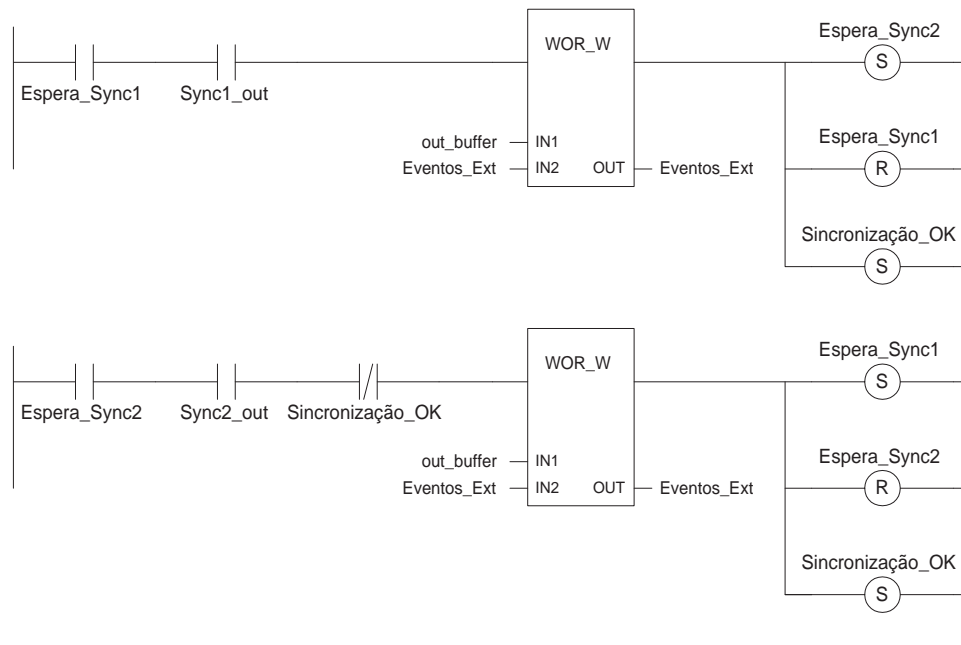 Espera_Sync2
WOR_W
S
Espera_Sync1 Sync1_out
Espera_Sync1
out_buffer IN1
Eventos_Ext IN2 OUT Eventos_Ext
R
Sincronização_OK
S
Espera_Sync1
WOR_W
S
Espera_Sync2 Sync2_out Sincronização_OK
Espera_Sync2
out_buffer IN1
Eventos_Ext IN2 OUT Eventos_Ext
R
Sincronização_OK
S